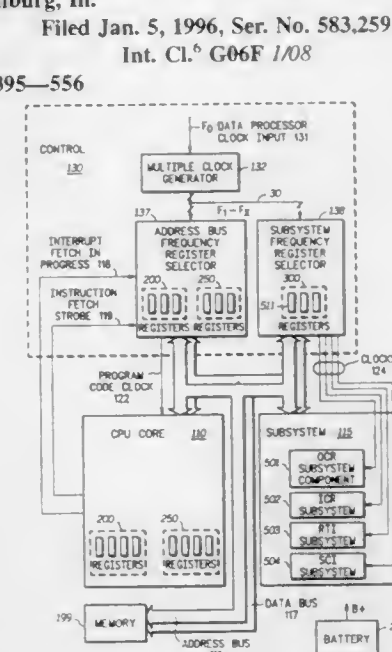 nburg, Ill.
Filed Jan. 5, 1996, Ser. No. 583,259
Int. Cl.⁶ G06F 1/08
395—556
F₀ DATA PROCESSOR
CLOCK INPUT 131
CONTROL
130
MULTIPLE CLOCK
GENERATOR
132
30
F₁–Fₓ
137
138
ADDRESS BUS
FREQUENCY
REGISTER
SELECTOR
200
250
REGISTERS
REGISTERS
SUBSYSTEM
FREQUENCY
REGISTER
SELECTOR
300
511
REGISTERS
INTERRUPT
FETCH IN
PROGRESS 118
INSTRUCTION
FETCH
STROBE 119
PROGRAM
CODE CLOCK
122
CLOCK
124
CPU CORE 110
200
250
REGISTERS
REGISTERS
SUBSYSTEM 115
501
OCR
SUBSYSTEM
COMPONENT
502
ICR
SUBSYSTEM
503
RTI
SUBSYSTEM
504
SCI
SUBSYSTEM
DATA BUS
117
199
MEMORY
ADDRESS BUS
B+
BATTERY